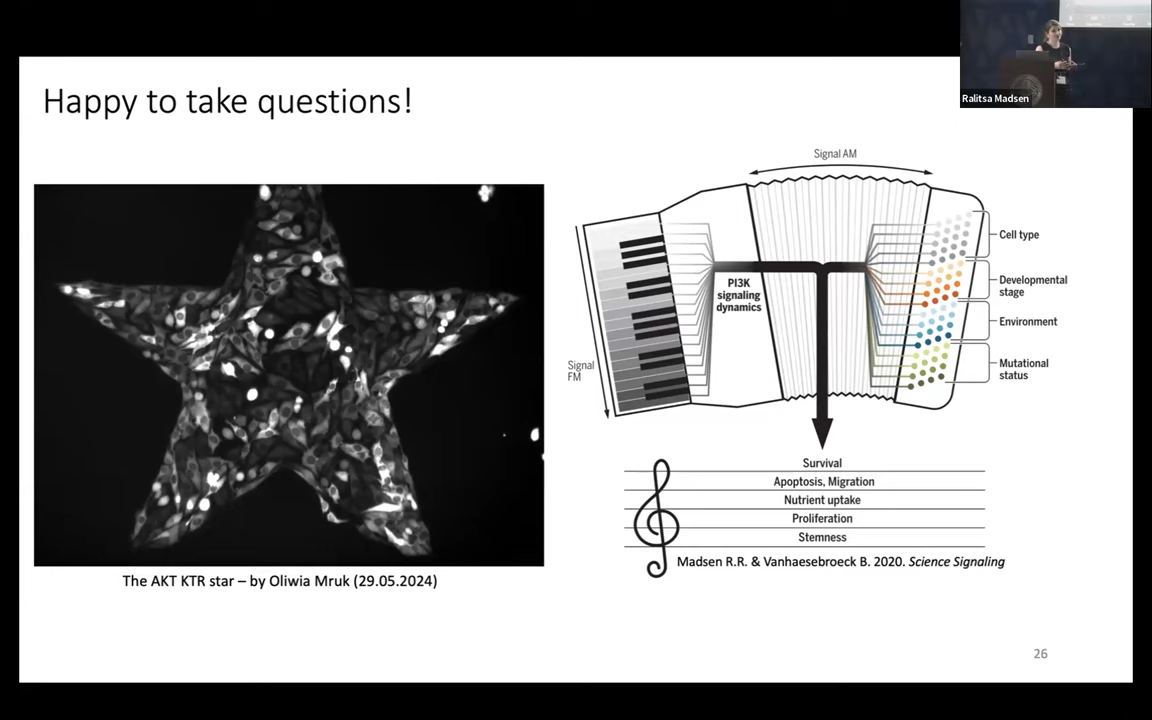 Happy to take questions!
Ralitsa Madsen
Signal AM
Cell type
Developmental
stage
Environment
Mutational
status
PI3K
signaling
dynamics
Signal
FM
Survival
Apoptosis, Migration
Nutrient uptake
Proliferation
Stemness
Madsen R.R. & Vanhaesebroeck B. 2020. Science Signaling
The AKT KTR star – by Oliwia Mruk (29.05.2024)
26